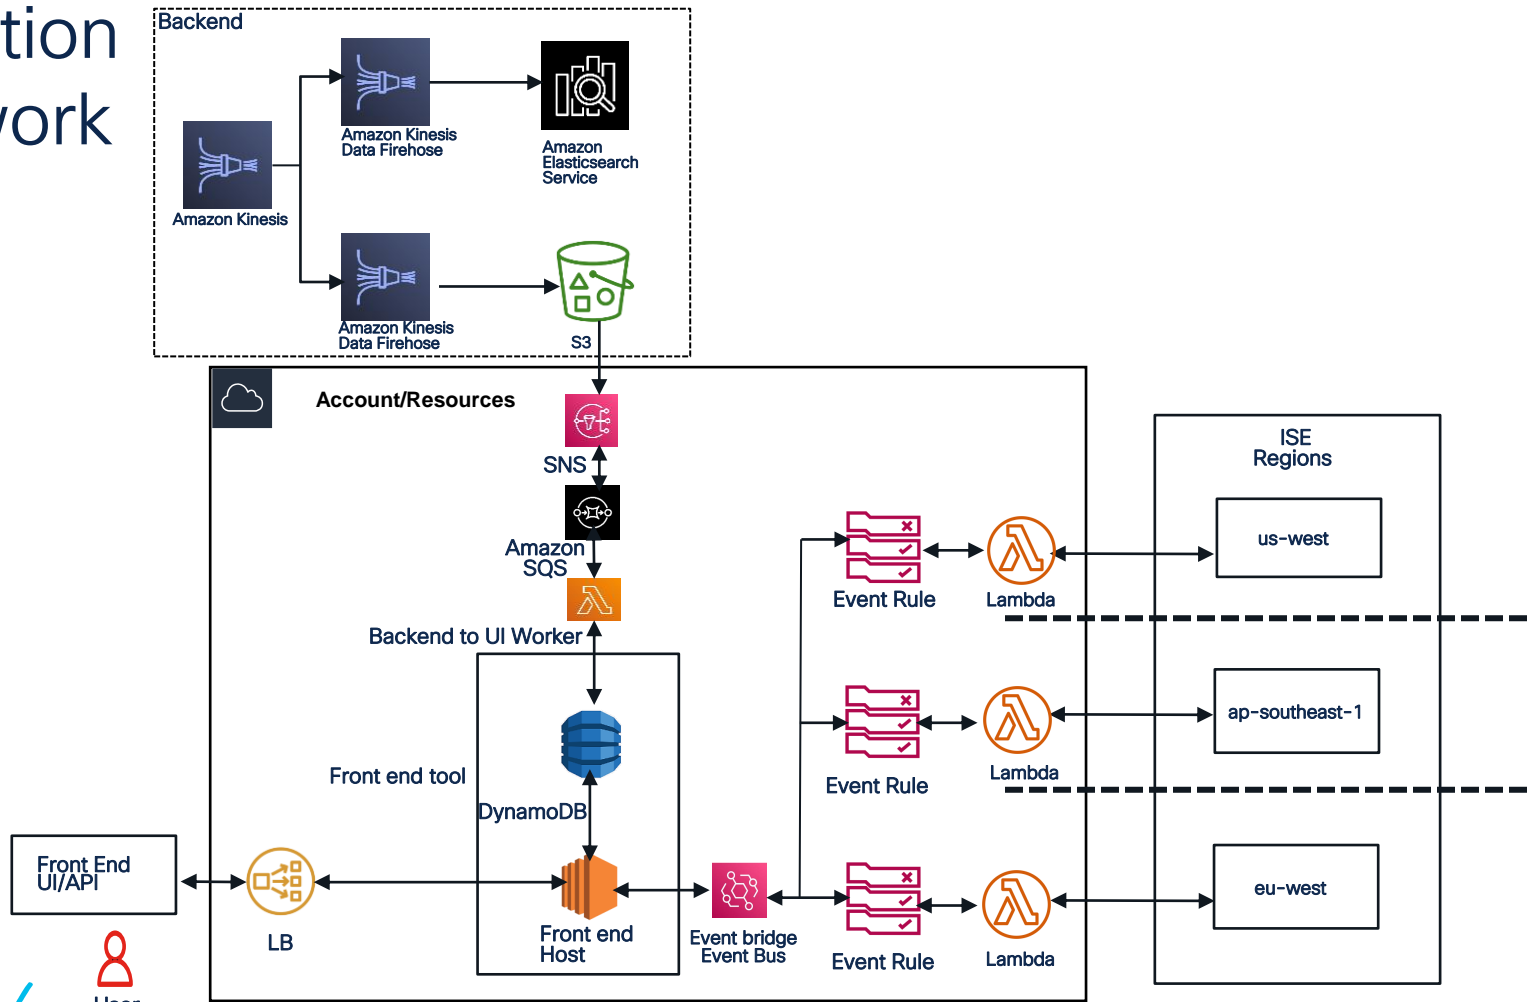 tion
work
Backend
Amazon Kinesis
Data Firehose
Amazon
Elasticsearch
Service
Amazon Kinesis
Amazon Kinesis
Data Firehose
S3
Account/Resources
SNS
Amazon
SQS
Backend to UI Worker
Front end tool
DynamoDB
Front End
UI/API
LB
Front end
Host
Event bridge
Event Bus
Event Rule
Lambda
Event Rule
Lambda
Event Rule
Lambda
ISE
Regions
us-west
ap-southeast-1
eu-west
User